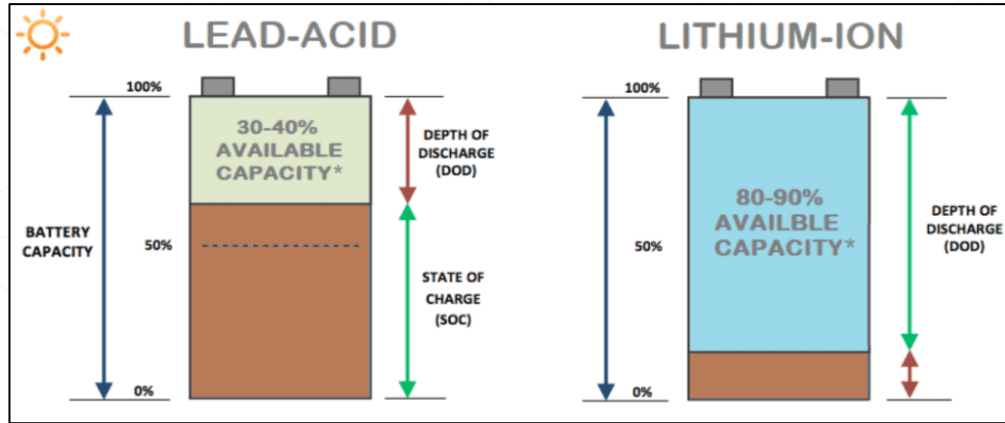 LEAD-ACID
100%
30-40%
AVAILABLE
CAPACITY*
DEPTH OF
DISCHARGE
(DOD)
BATTERY
CAPACITY
50%
STATE OF
CHARGE
(SOC)
0%
LITHIUM-ION
100%
80-90%
AVAILBLE
CAPACITY*
50%
DEPTH OF
DISCHARGE
(DOD)
0%